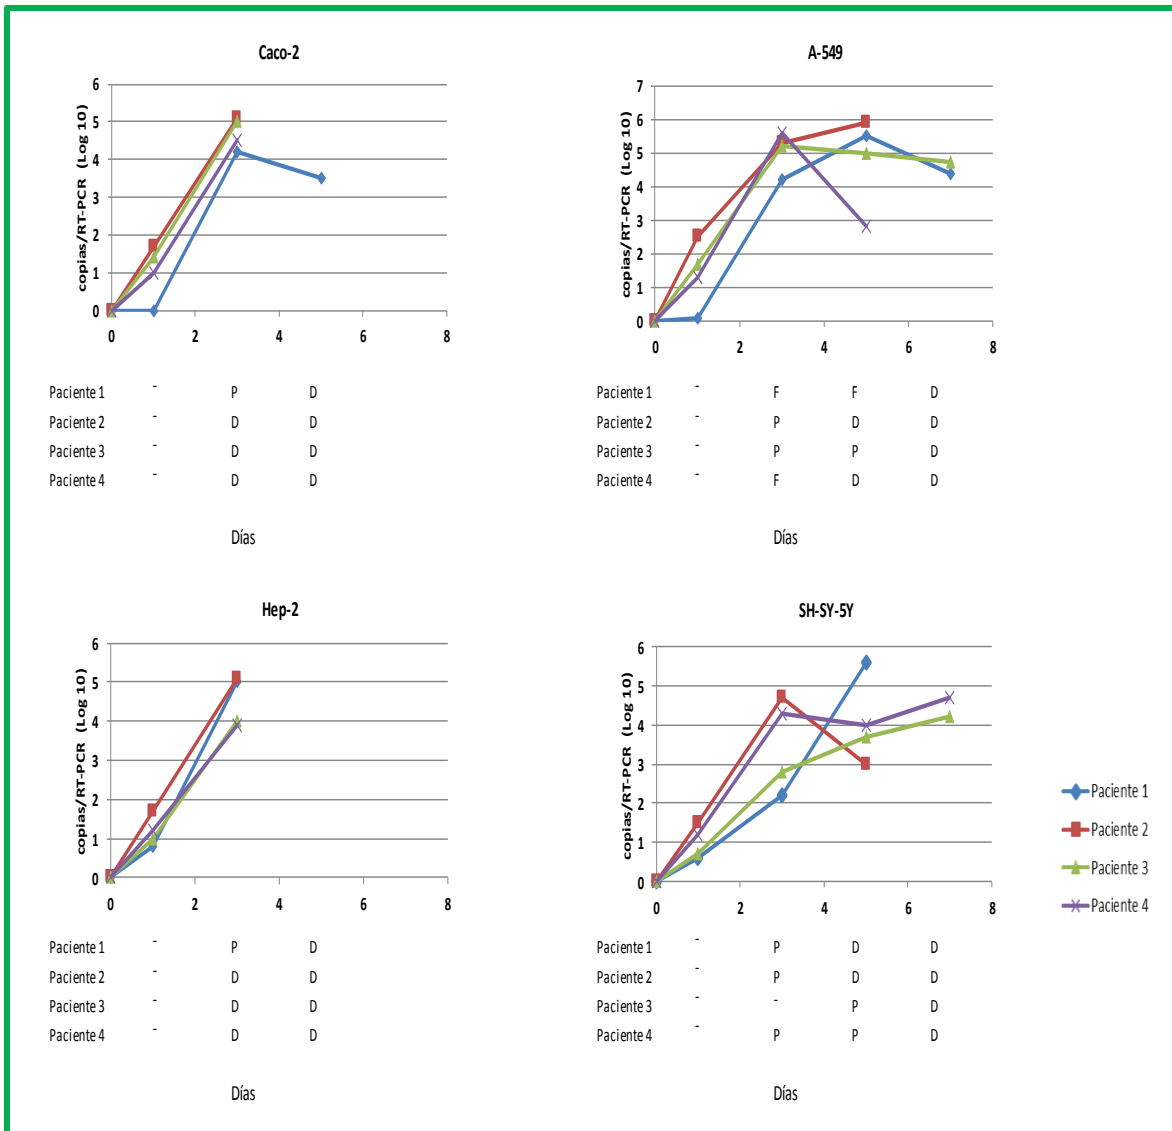 Caco-2
copias/RT-PCR (Log 10)
6
5
4
3
2
1
0
0 2 4 6 8
Paciente 1 - P D
Paciente 2 - D D
Paciente 3 - D D
Paciente 4 - D D
Días
A-549
copias/RT-PCR (Log 10)
7
6
5
4
3
2
1
0
0 2 4 6 8
Paciente 1 - F F D
Paciente 2 - P D D
Paciente 3 - P P D
Paciente 4 - F D D
Días
Hep-2
copias/RT-PCR (Log 10)
6
5
4
3
2
1
0
0 2 4 6 8
Paciente 1 - P D
Paciente 2 - D D
Paciente 3 - D D
Paciente 4 - D D
Días
SH-SY-5Y
copias/RT-PCR (Log 10)
6
5
4
3
2
1
0
0 2 4 6 8
Paciente 1 - P D D
Paciente 2 - P D D
Paciente 3 - - P D
Paciente 4 - P P D
Días
Paciente 1
Paciente 2
Paciente 3
Paciente 4